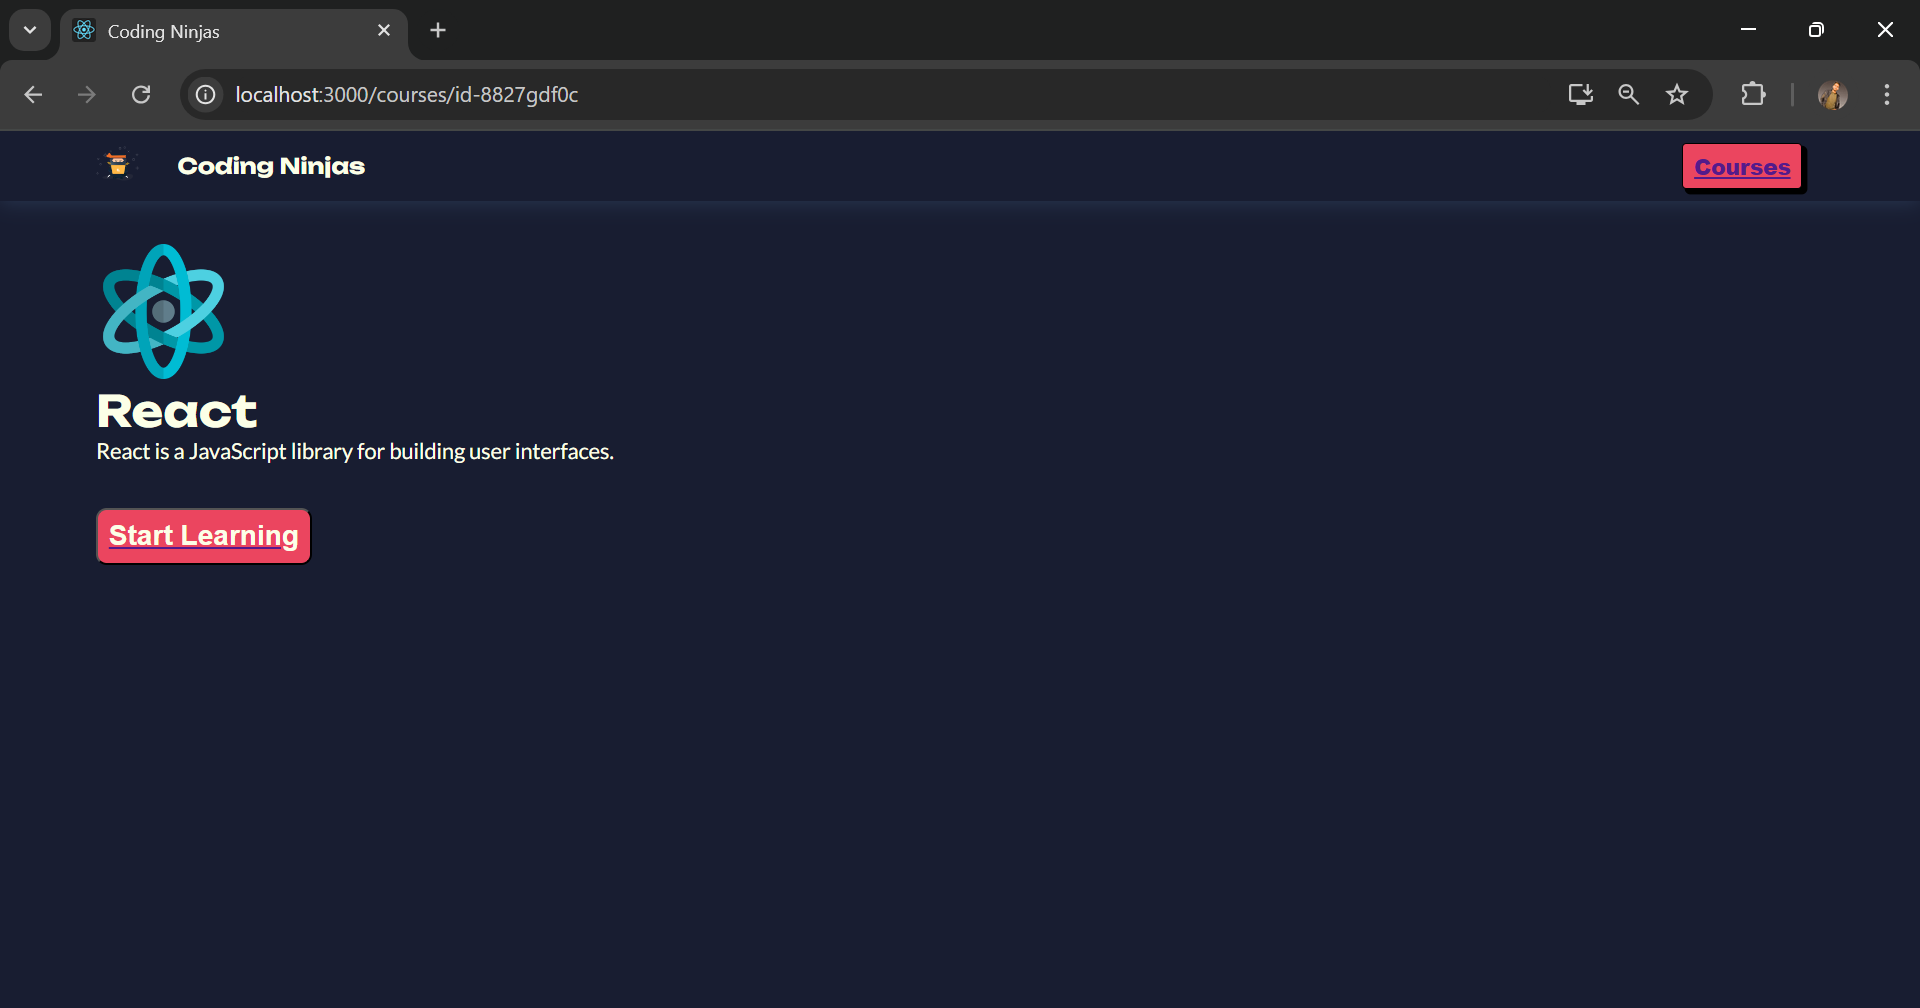 Coding Ninjas
localhost:3000/courses/id-8827gdf0c
Coding Ninjas
Courses
React
React is a JavaScript library for building user interfaces.
Start Learning